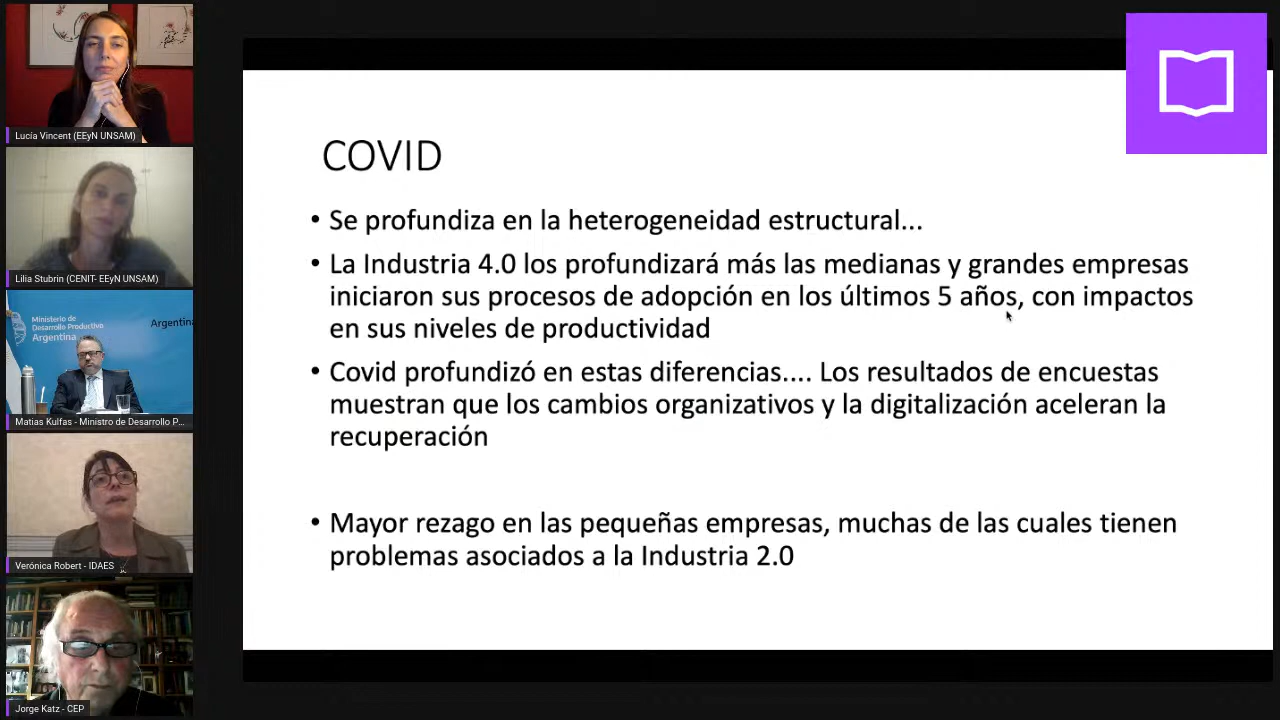 Lucía Vincent (EEyN UNSAM)
Lilia Stubrin (CENIT- EEyN UNSAM)
Ministerio de
Desarrollo Productivo
Argentina
Argentina
Matias Kulfas - Ministro de Desarrollo P...
Verónica Robert - IDAES
Jorge Katz - CEP
COVID
• Se profundiza en la heterogeneidad estructural...
• La Industria 4.0 los profundizará más las medianas y grandes empresas
iniciaron sus procesos de adopción en los últimos 5 años, con impactos
en sus niveles de productividad
• Covid profundizó en estas diferencias.... Los resultados de encuestas
muestran que los cambios organizativos y la digitalización aceleran la
recuperación
• Mayor rezago en las pequeñas empresas, muchas de las cuales tienen
problemas asociados a la Industria 2.0